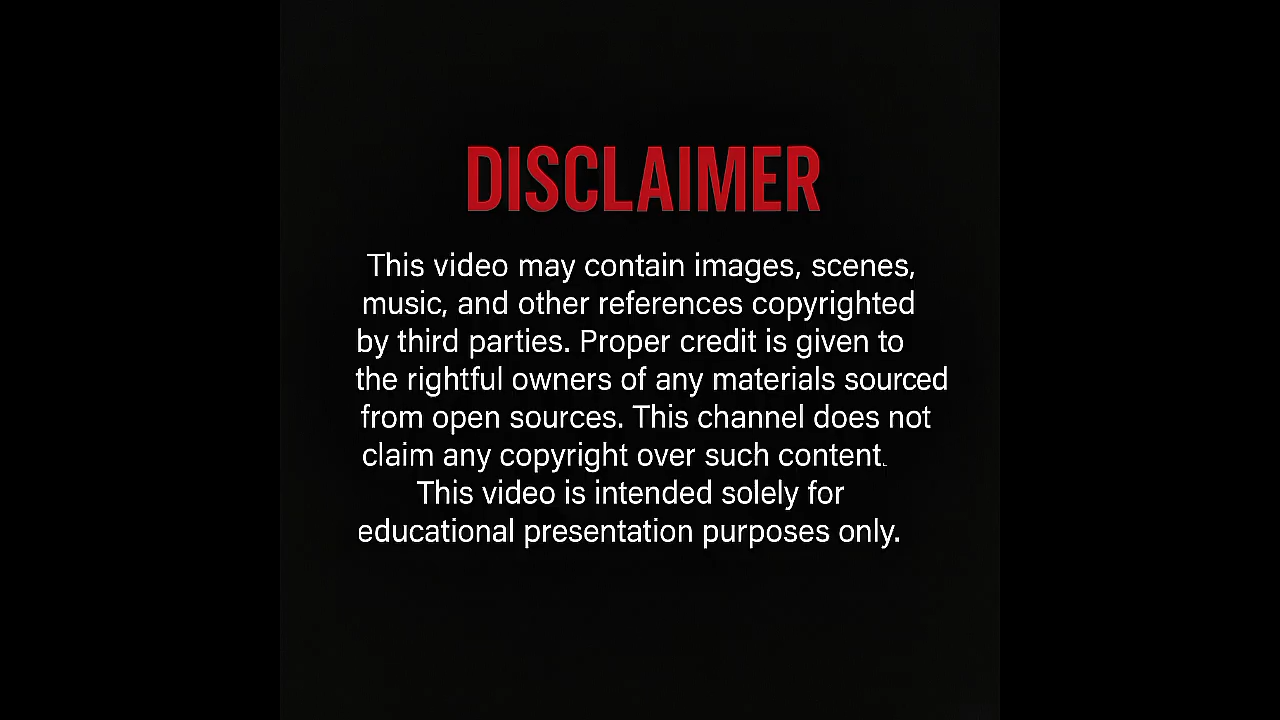 DISCLAIMER
This video may contain images, scenes,
music, and other references copyrighted
by third parties. Proper credit is given to
the rightful owners of any materials sourced
from open sources. This channel does not
claim any copyright over such content.
This video is intended solely for
educational presentation purposes only.